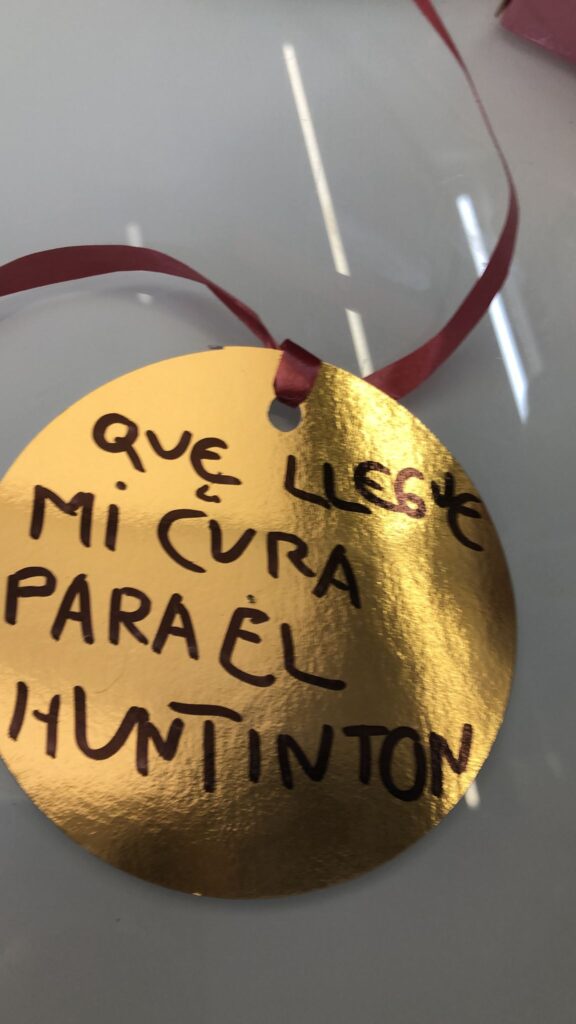 QUE LLEGUE
MI CURA
PARA EL
HUNTINTON